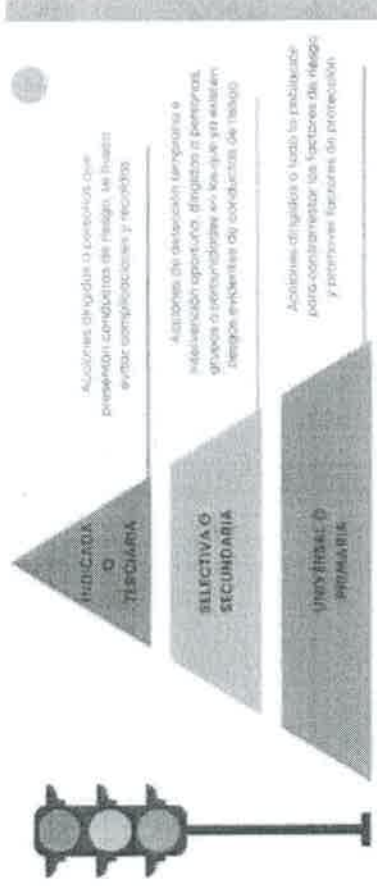 INDICADA
O
TERCIARIA
Acciones dirigidas a personas que
presentan conductas de riesgo, se busca
evitar complicaciones y recaídas
SELECTIVA O
SECUNDARIA
Acciones de detección temprana e
intervención oportuna, dirigidas a personas,
grupos o comunidades en los que ya existen
riesgos evidentes de conductas de riesgo
UNIVERSAL O
PRIMARIA
Acciones dirigidas a toda la población
para contrarrestar los factores de riesgo
y promover factores de protección